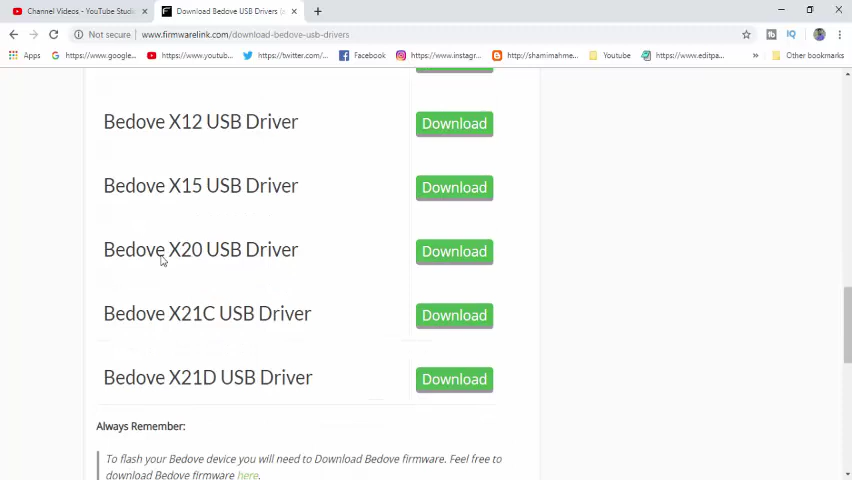 Channel Videos - YouTube Studio
Download Bedove USB Drivers (a
Not secure | www.firmwarelink.com/download-bedove-usb-drivers
Apps
https://www.google...
https://www.youtub...
https://twitter.com/...
Facebook
https://www.instagr...
http://shamimahme...
Youtube
https://www.editpa...
»
Other bookmarks
Bedove X12 USB Driver Download
Bedove X15 USB Driver Download
Bedove X20 USB Driver Download
Bedove X21C USB Driver Download
Bedove X21D USB Driver Download
Always Remember:
To flash your Bedove device you will need to Download Bedove firmware. Feel free to
download Bedove firmware here.